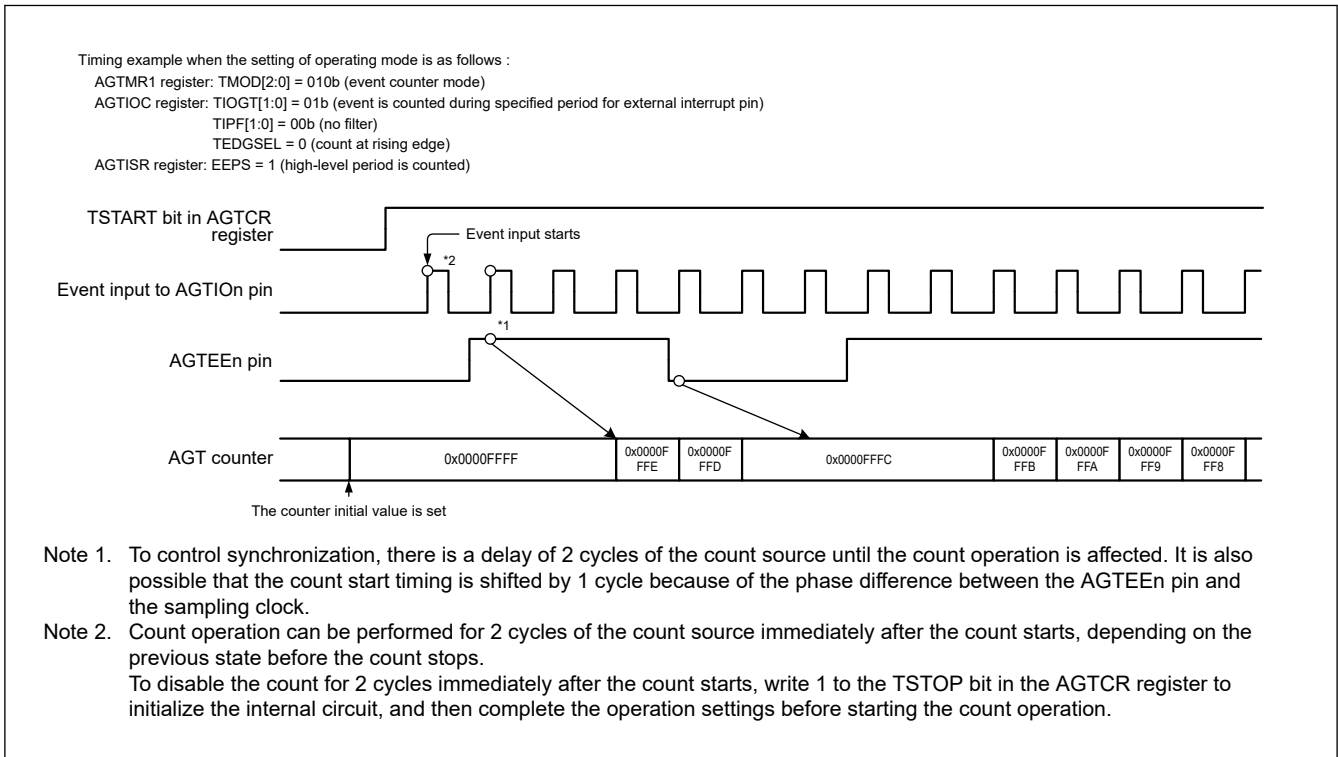 Timing example when the setting of operating mode is as follows :
AGTMR1 register: TMOD[2:0] = 010b (event counter mode)
AGTIOC register: TIOGT[1:0] = 01b (event is counted during specified period for external interrupt pin)
TIPF[1:0] = 00b (no filter)
TEDGSEL = 0 (count at rising edge)
AGTISR register: EEPS = 1 (high-level period is counted)
TSTART bit in AGTCR
register
Event input starts
*2
Event input to AGTIOn pin
*1
AGTEEn pin
AGT counter
0x0000FFFF
0x0000F
FFE
0x0000F
FFD
0x0000FFFC
0x0000F
FFB
0x0000F
FFA
0x0000F
FF9
0x0000F
FF8
The counter initial value is set
Note 1. To control synchronization, there is a delay of 2 cycles of the count source until the count operation is affected. It is also
possible that the count start timing is shifted by 1 cycle because of the phase difference between the AGTEEn pin and
the sampling clock.
Note 2. Count operation can be performed for 2 cycles of the count source immediately after the count starts, depending on the
previous state before the count stops.
To disable the count for 2 cycles immediately after the count starts, write 1 to the TSTOP bit in the AGTCR register to
initialize the internal circuit, and then complete the operation settings before starting the count operation.